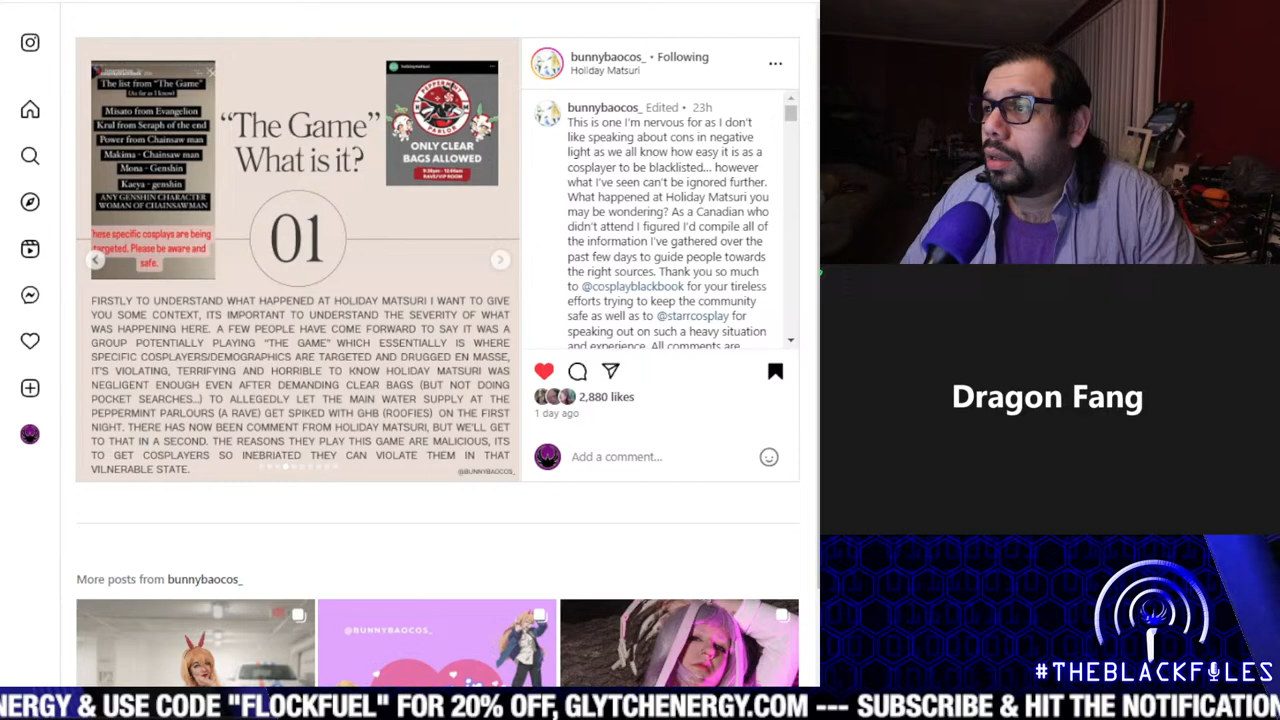 The list from "The Game"
(As far as I know)
Misato from Evangelion
Krul from Seraph of the end
Power from Chainsaw man
Makima - Chainsaw man
Mona - Genshin
Kaeya - genshin
ANY GENSHIN CHARACTER
WOMAN OF CHAINSAWMAN
hese specific cosplays are being
targeted. Please be aware and
safe.
"The Game"
What is it?
01
PEPPERMINT
PARLOR
ONLY CLEAR
BAGS ALLOWED
RAVE/VIP ROOM
FIRSTLY TO UNDERSTAND WHAT HAPPENED AT HOLIDAY MATSURI I WANT TO GIVE
YOU SOME CONTEXT, ITS IMPORTANT TO UNDERSTAND THE SEVERITY OF WHAT
WAS HAPPENING HERE. A FEW PEOPLE HAVE COME FORWARD TO SAY IT WAS A
GROUP POTENTIALLY PLAYING "THE GAME" WHICH ESSENTIALLY IS WHERE
SPECIFIC COSPLAYERS/DEMOGRAPHICS ARE TARGETED AND DRUGGED EN MASSE,
IT'S VIOLATING, TERRIFYING AND HORRIBLE TO KNOW HOLIDAY MATSURI WAS
NEGLIGENT ENOUGH EVEN AFTER DEMANDING CLEAR BAGS (BUT NOT DOING
POCKET SEARCHES...) TO ALLEGEDLY LET THE MAIN WATER SUPPLY AT THE
PEPPERMINT PARLOURS (A RAVE) GET SPIKED WITH GHB (ROOFIES) ON THE FIRST
NIGHT. THERE HAS NOW BEEN COMMENT FROM HOLIDAY MATSURI, BUT WE'LL GET
TO THAT IN A SECOND. THE REASONS THEY PLAY THIS GAME ARE MALICIOUS, ITS
TO GET COSPLAYERS SO INEBRIATED THEY CAN VIOLATE THEM IN THAT
VILNERABLE STATE.
@BUNNYBAOCOS_
bunnybaocos_ • Following
Holiday Matsuri
bunnybaocos_ Edited • 23h
This is one I'm nervous for as I don't
like speaking about cons in negative
light as we all know how easy it is as a
cosplayer to be blacklisted... however
what I've seen can't be ignored further.
What happened at Holiday Matsuri you
may be wondering? As a Canadian who
didn't attend I figured I'd compile all of
the information I've gathered over the
past few days to guide people towards
the right sources. Thank you so much
to @cosplayblackbook for your tireless
efforts trying to keep the community
safe as well as to @starrcosplay for
speaking out on such a heavy situation
and experience. All comments are
2,880 likes
1 day ago
Add a comment...
More posts from bunnybaocos_
@BUNNYBAOCOS_
Dragon Fang
#THEBLACKFILES
NERGY & USE CODE "FLOCKFUEL" FOR 20% OFF, GLYTCHENERGY.COM --- SUBSCRIBE & HIT THE NOTIFICATION